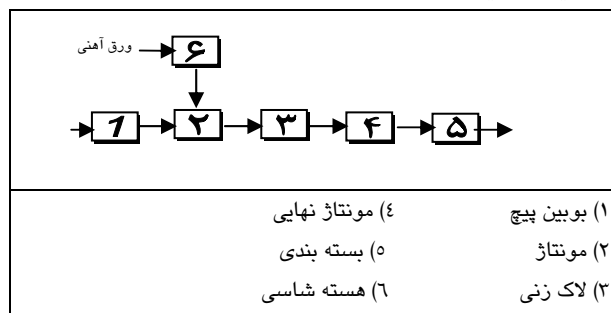 ورق آهنی
۶
1 ۲ ۳ ۴ ۵
۱) بوبین پیچ ٤) مونتاژ نهایی
۲) مونتاژ ٥) بسته بندی
۳) لاک زنی ٦) هسته شاسی